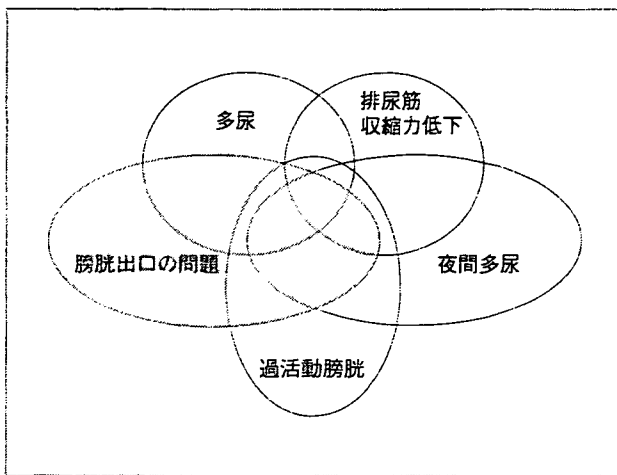 多尿
排尿筋
収縮力低下
膀胱出口の問題
夜間多尿
過活動膀胱